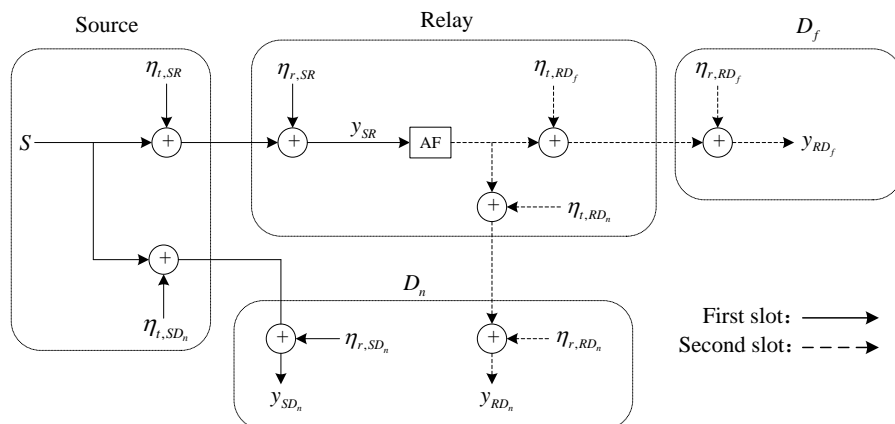 Source
Relay
D_f
η_{t,SR}
η_{r,SR}
η_{t,RD_f}
η_{r,RD_f}
S
y_{SR}
AF
y_{RD_f}
η_{t,RD_n}
D_n
η_{t,SD_n}
η_{r,SD_n}
η_{r,RD_n}
y_{SD_n}
y_{RD_n}
First slot:
Second slot: